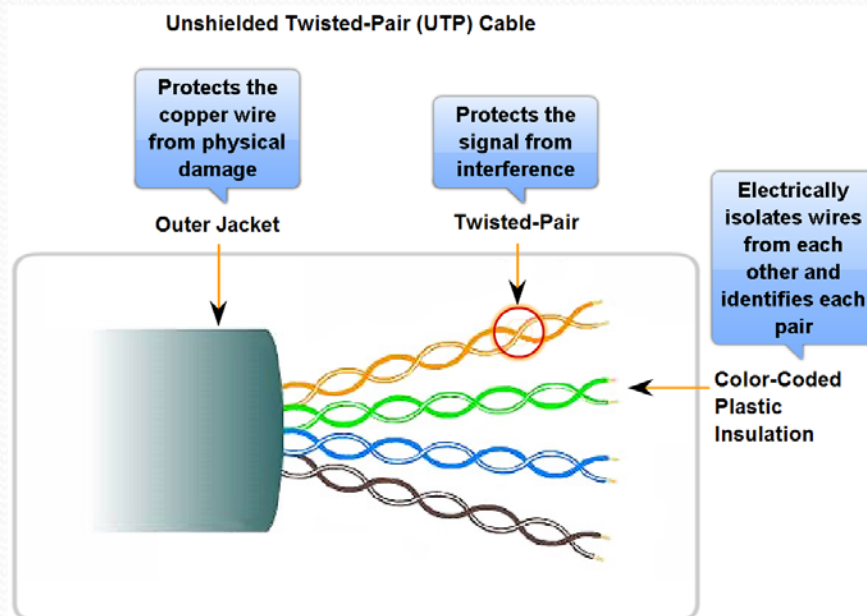 Unshielded Twisted-Pair (UTP) Cable
Protects the
copper wire
from physical
damage
Outer Jacket
Protects the
signal from
interference
Twisted-Pair
Electrically
isolates wires
from each
other and
identifies each
pair
Color-Coded
Plastic
Insulation